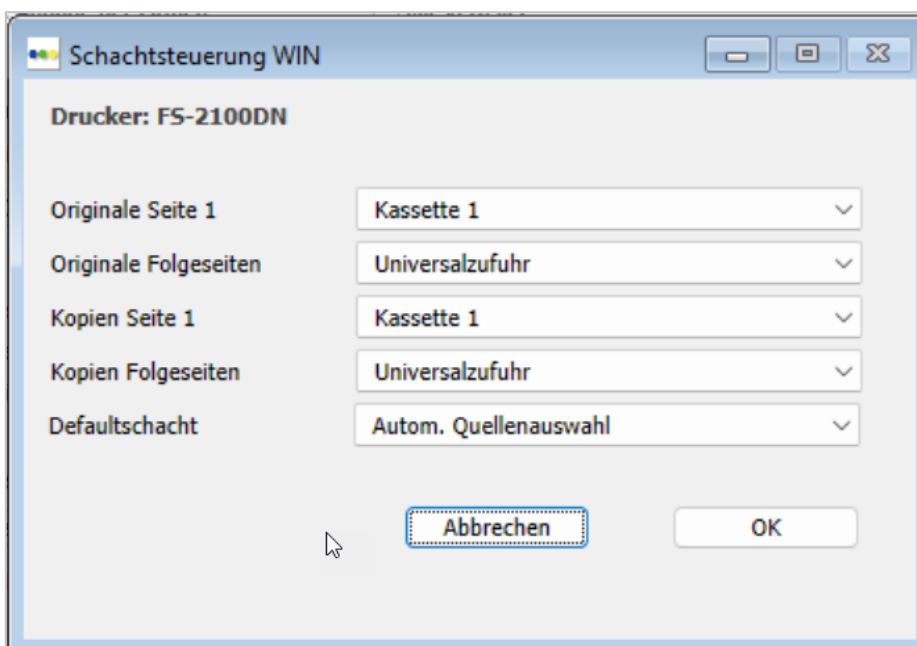 Schachtsteuerung WIN
Drucker: FS-2100DN
Originale Seite 1 Kassette 1
Originale Folgeseiten Universalzufuhr
Kopien Seite 1 Kassette 1
Kopien Folgeseiten Universalzufuhr
Defaultschacht Autom. Quellenauswahl
Abbrechen OK